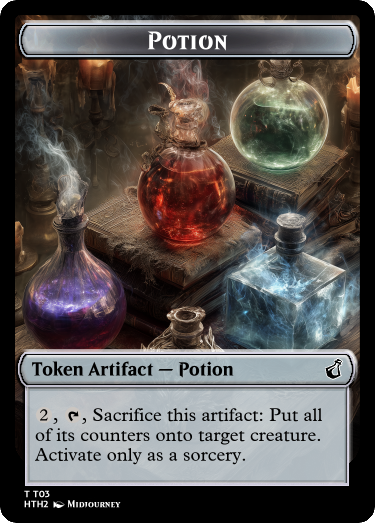 Potion
Token Artifact — Potion
2, , Sacrifice this artifact: Put all
of its counters onto target creature.
Activate only as a sorcery.
T T03
HTH2 Midjourney